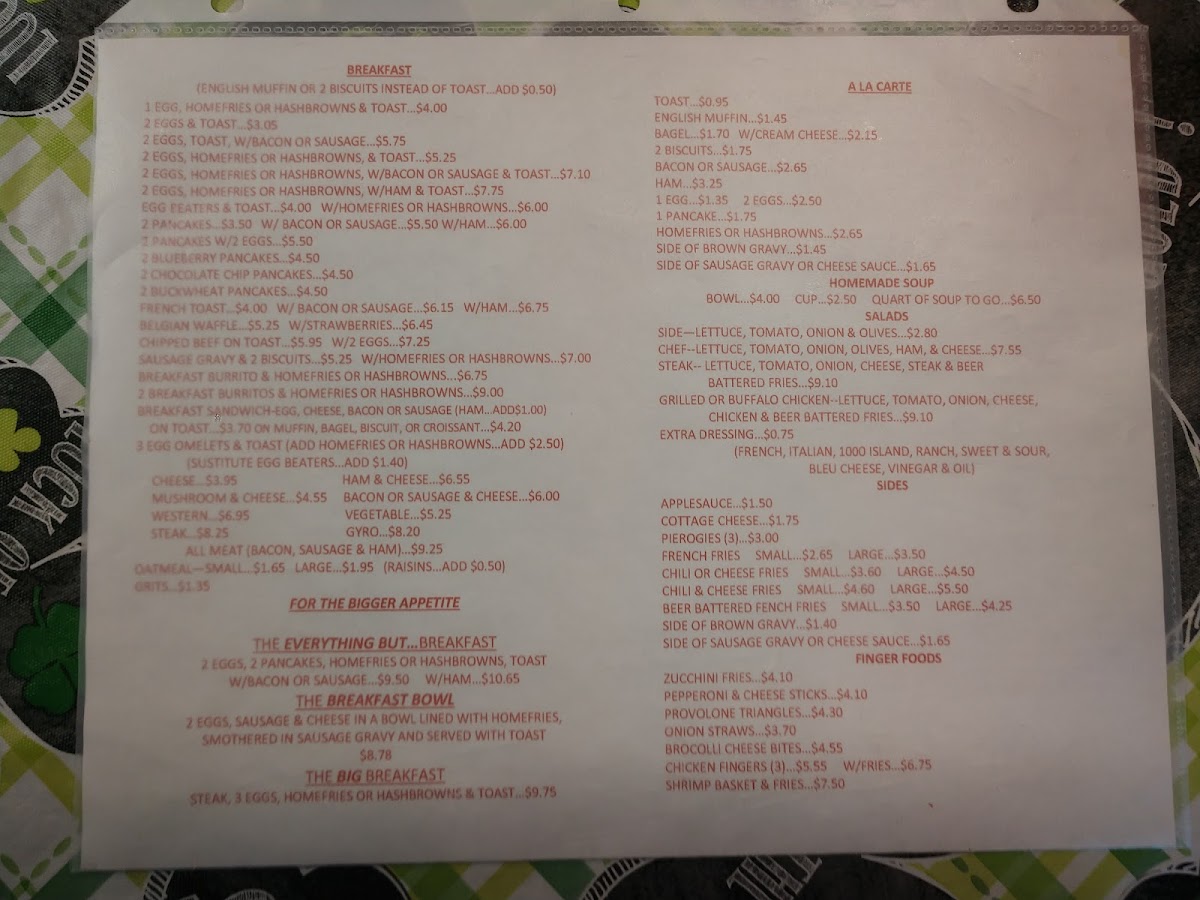 BREAKFAST
(ENGLISH MUFFIN OR 2 BISCUITS INSTEAD OF TOAST...ADD $0.50)
1 EGG, HOMEFRIES OR HASHBROWNS & TOAST...$4.00
2 EGGS & TOAST...$3.05
2 EGGS, TOAST, W/BACON OR SAUSAGE...$5.75
2 EGGS, HOMEFRIES OR HASHBROWNS, & TOAST...$5.25
2 EGGS, HOMEFRIES OR HASHBROWNS, W/BACON OR SAUSAGE & TOAST...$7.10
2 EGGS, HOMEFRIES OR HASHBROWNS, W/HAM & TOAST...$7.75
EGG BEATERS & TOAST...$4.00 W/HOMEFRIES OR HASHBROWNS...$6.00
2 PANCAKES...$3.50 W/ BACON OR SAUSAGE...$5.50 W/HAM...$6.00
2 PANCAKES W/2 EGGS...$5.50
2 BLUEBERRY PANCAKES...$4.50
2 CHOCOLATE CHIP PANCAKES...$4.50
2 BUCKWHEAT PANCAKES...$4.50
FRENCH TOAST...$4.00 W/ BACON OR SAUSAGE...$6.15 W/HAM...$6.75
BELGIAN WAFFLE...$5.25 W/STRAWBERRIES...$6.45
CHIPPED BEEF ON TOAST...$5.95 W/2 EGGS...$7.25
SAUSAGE GRAVY & 2 BISCUITS...$5.25 W/HOMEFRIES OR HASHBROWNS...$7.00
BREAKFAST BURRITO & HOMEFRIES OR HASHBROWNS...$6.75
2 BREAKFAST BURRITOS & HOMEFRIES OR HASHBROWNS...$9.00
BREAKFAST SANDWICH-EGG, CHEESE, BACON OR SAUSAGE (HAM...ADD$1.00)
ON TOAST...$3.70 ON MUFFIN, BAGEL, BISCUIT, OR CROISSANT...$4.20
3 EGG OMELETS & TOAST (ADD HOMEFRIES OR HASHBROWNS...ADD $2.50)
(SUSTITUTE EGG BEATERS...ADD $1.40)
CHEESE...$3.95 HAM & CHEESE...$6.55
MUSHROOM & CHEESE...$4.55 BACON OR SAUSAGE & CHEESE...$6.00
WESTERN...$6.95 VEGETABLE...$5.25
STEAK...$8.25 GYRO...$8.20
ALL MEAT (BACON, SAUSAGE & HAM)...$9.25
OATMEAL—SMALL...$1.65 LARGE...$1.95 (RAISINS...ADD $0.50)
GRITS...$1.35
FOR THE BIGGER APPETITE
THE EVERYTHING BUT...BREAKFAST
2 EGGS, 2 PANCAKES, HOMEFRIES OR HASHBROWNS, TOAST
W/BACON OR SAUSAGE...$9.50 W/HAM...$10.65
THE BREAKFAST BOWL
2 EGGS, SAUSAGE & CHEESE IN A BOWL LINED WITH HOMEFRIES,
SMOTHERED IN SAUSAGE GRAVY AND SERVED WITH TOAST
$8.78
THE BIG BREAKFAST
STEAK, 3 EGGS, HOMEFRIES OR HASHBROWNS & TOAST...$9.75
A LA CARTE
TOAST...$0.95
ENGLISH MUFFIN...$1.45
BAGEL...$1.70 W/CREAM CHEESE...$2.15
2 BISCUITS...$1.75
BACON OR SAUSAGE...$2.65
HAM...$3.25
1 EGG...$1.35 2 EGGS...$2.50
1 PANCAKE...$1.75
HOMEFRIES OR HASHBROWNS...$2.65
SIDE OF BROWN GRAVY...$1.45
SIDE OF SAUSAGE GRAVY OR CHEESE SAUCE...$1.65
HOMEMADE SOUP
BOWL...$4.00 CUP...$2.50 QUART OF SOUP TO GO...$6.50
SALADS
SIDE—LETTUCE, TOMATO, ONION & OLIVES...$2.80
CHEF--LETTUCE, TOMATO, ONION, OLIVES, HAM, & CHEESE...$7.55
STEAK-- LETTUCE, TOMATO, ONION, CHEESE, STEAK & BEER
BATTERED FRIES...$9.10
GRILLED OR BUFFALO CHICKEN--LETTUCE, TOMATO, ONION, CHEESE,
CHICKEN & BEER BATTERED FRIES...$9.10
EXTRA DRESSING...$0.75
(FRENCH, ITALIAN, 1000 ISLAND, RANCH, SWEET & SOUR,
BLEU CHEESE, VINEGAR & OIL)
SIDES
APPLESAUCE...$1.50
COTTAGE CHEESE...$1.75
PIEROGIES (3)...$3.00
FRENCH FRIES SMALL...$2.65 LARGE...$3.50
CHILI OR CHEESE FRIES SMALL...$3.60 LARGE...$4.50
CHILI & CHEESE FRIES SMALL...$4.60 LARGE...$5.50
BEER BATTERED FENCH FRIES SMALL...$3.50 LARGE...$4.25
SIDE OF BROWN GRAVY...$1.40
SIDE OF SAUSAGE GRAVY OR CHEESE SAUCE...$1.65
FINGER FOODS
ZUCCHINI FRIES...$4.10
PEPPERONI & CHEESE STICKS...$4.10
PROVOLONE TRIANGLES...$4.30
ONION STRAWS...$3.70
BROCOLLI CHEESE BITES...$4.55
CHICKEN FINGERS (3)...$5.55 W/FRIES...$6.75
SHRIMP BASKET & FRIES...$7.50
LUCK